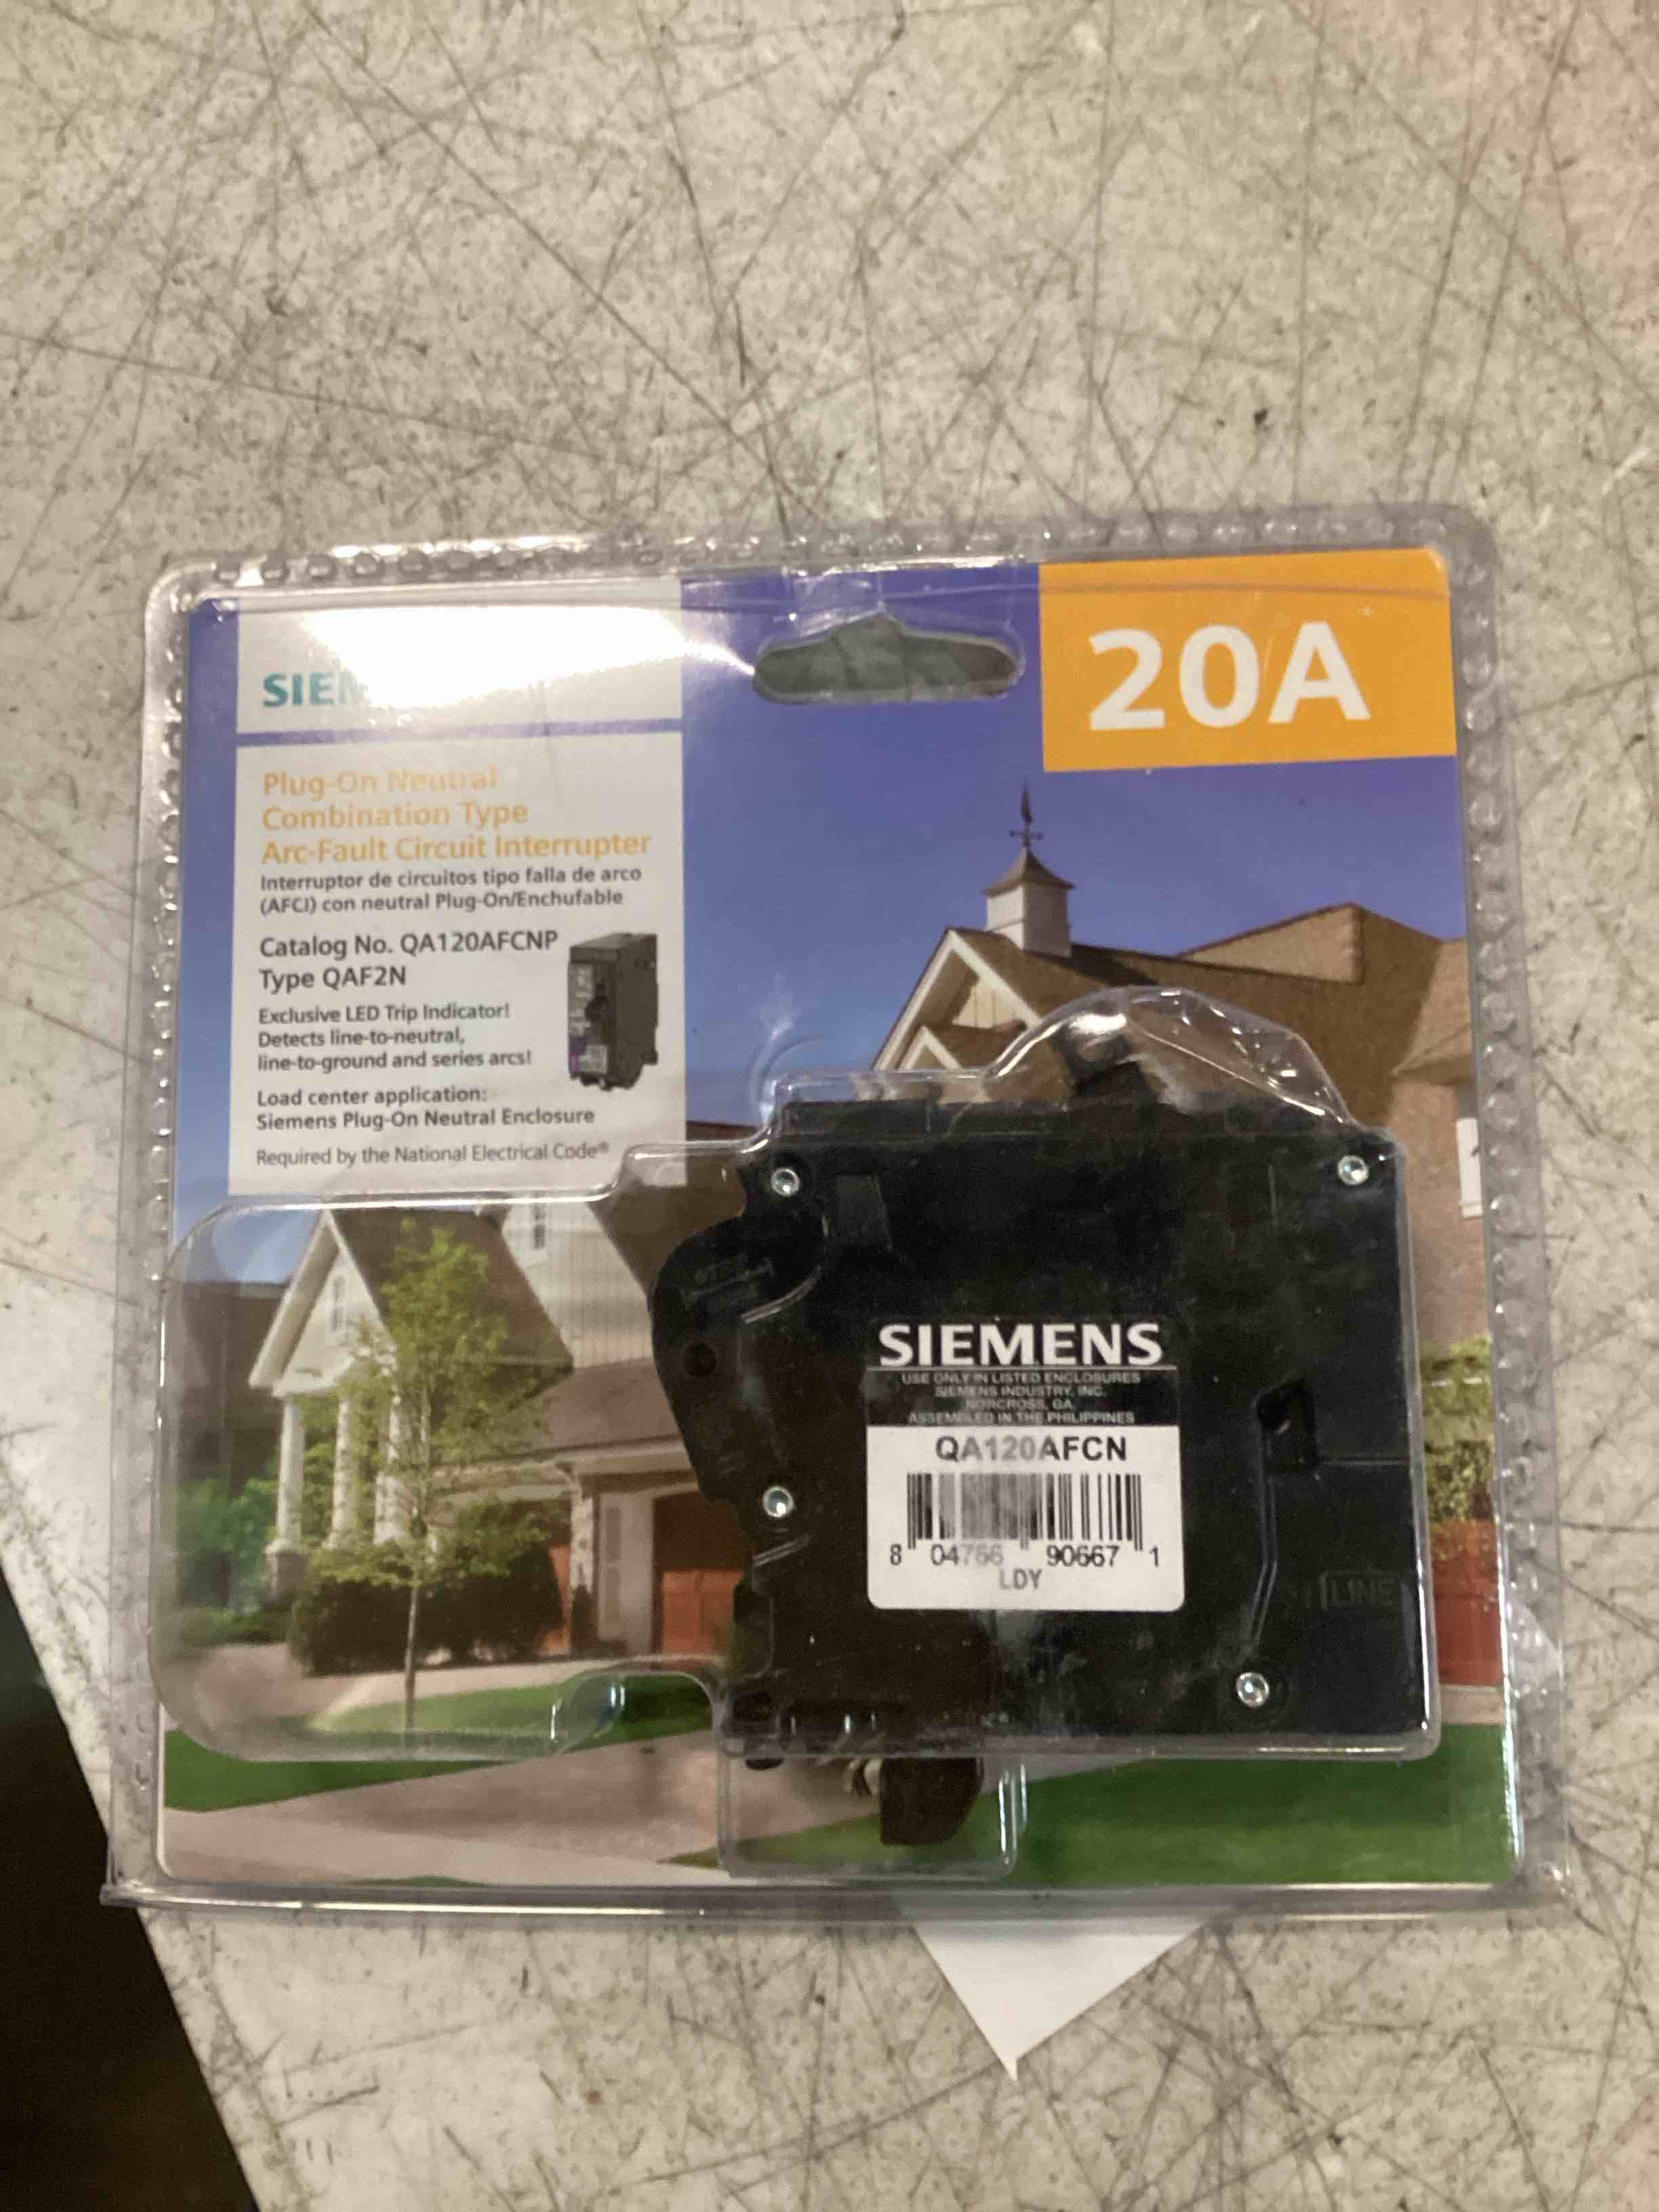 SIEM
20A
Plug-On Neutral
Combination Type
Arc-Fault Circuit Interrupter
Interruptor de circuitos tipo falla de arco
(AFCI) con neutral Plug-On/Enchufable
Catalog No. QA120AFCNP
Type QAF2N
Exclusive LED Trip Indicator!
Detects line-to-neutral,
line-to-ground and series arcs!
Load center application:
Siemens Plug-On Neutral Enclosure
Required by the National Electrical Code®
SIEMENS
USE ONLY IN LISTED ENCLOSURES
SIEMENS INDUSTRY, INC.
NORCROSS, GA.
ASSEMBLED IN THE PHILIPPINES
QA120AFCN
8 04766 90667 1
LDY
LINE